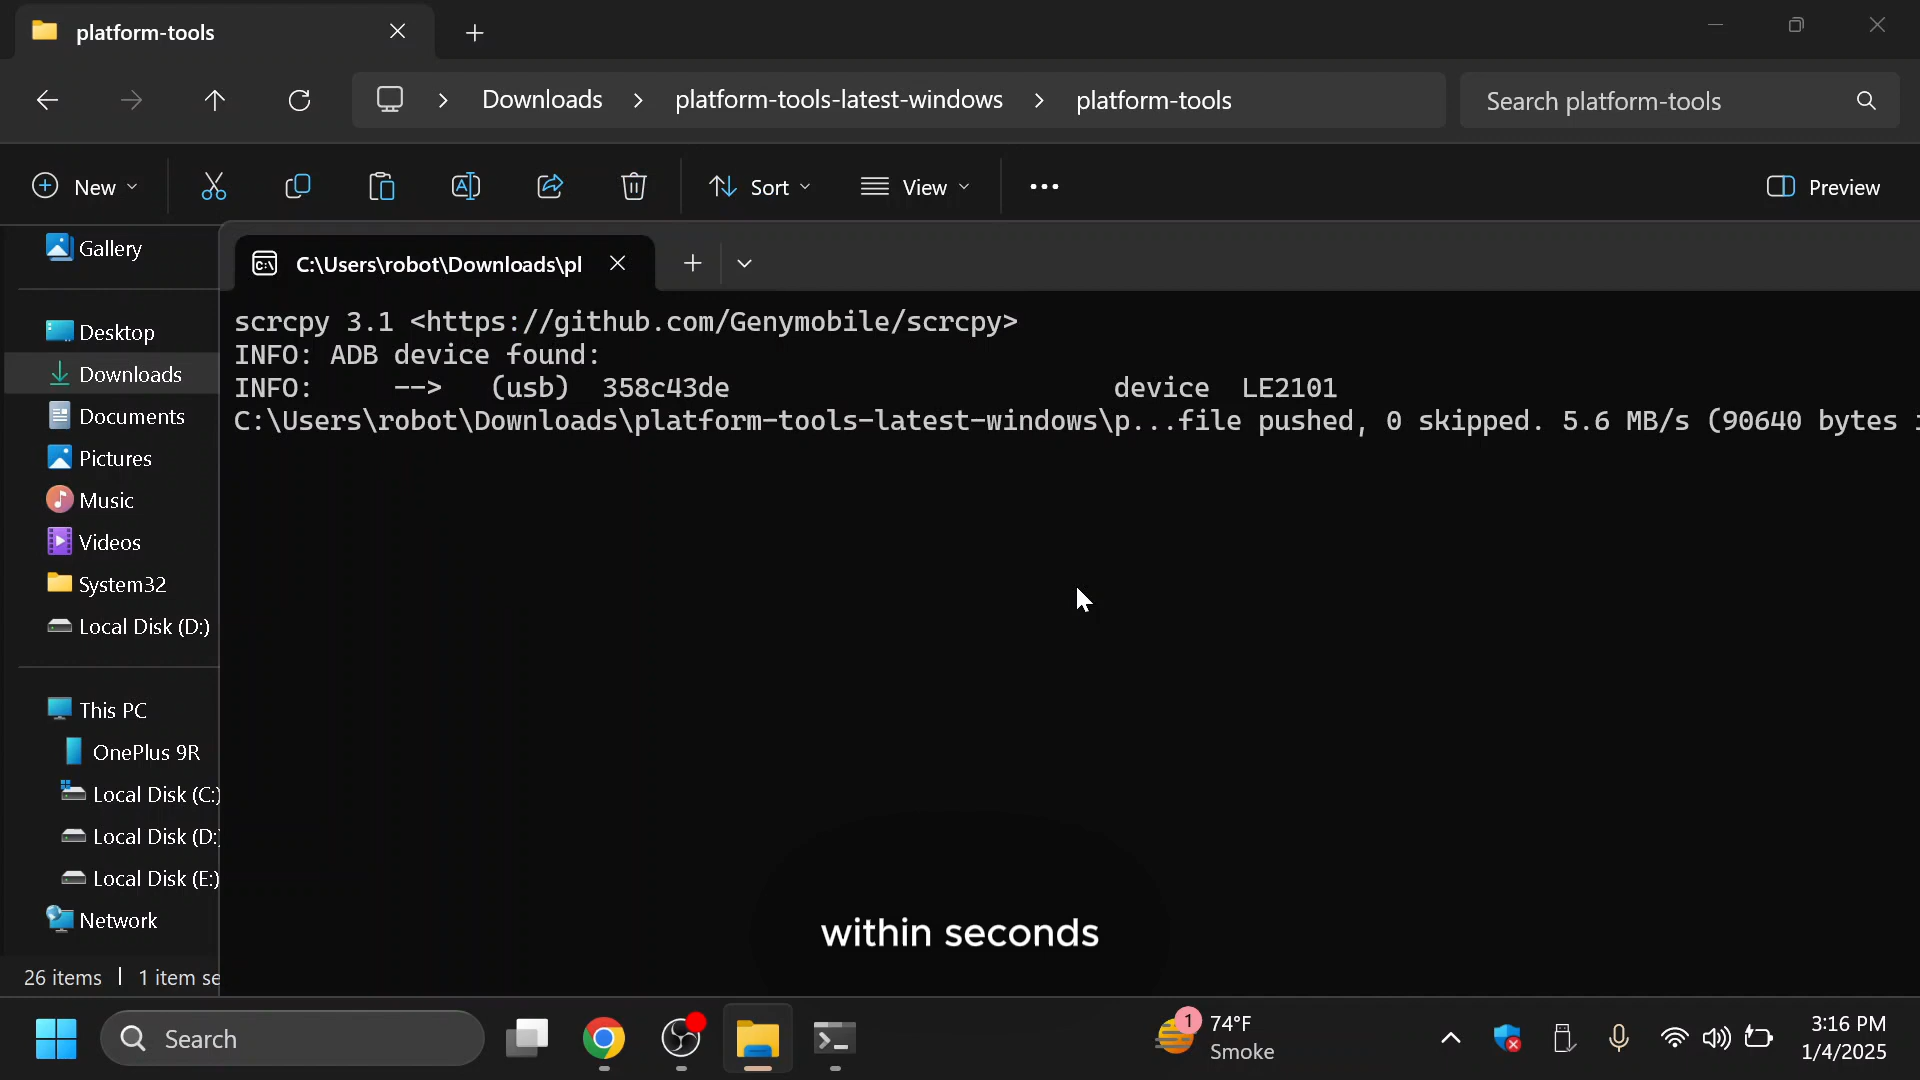 platform-tools
Downloads > platform-tools-latest-windows > platform-tools
Search platform-tools
New
Sort
View
Preview
Gallery
Desktop
Downloads
Documents
Pictures
Music
Videos
System32
Local Disk (D:)
This PC
OnePlus 9R
Local Disk (C:)
Local Disk (D:)
Local Disk (E:)
Network
26 items | 1 item se
C:\Users\robot\Downloads\pl
scrcpy 3.1 <https://github.com/Genymobile/scrcpy>
INFO: ADB device found:
INFO:     --> (usb) 358c43de device LE2101
C:\Users\robot\Downloads\platform-tools-latest-windows\p...file pushed, 0 skipped. 5.6 MB/s (90640 bytes i
within seconds
Search
1
74°F
Smoke
3:16 PM
1/4/2025